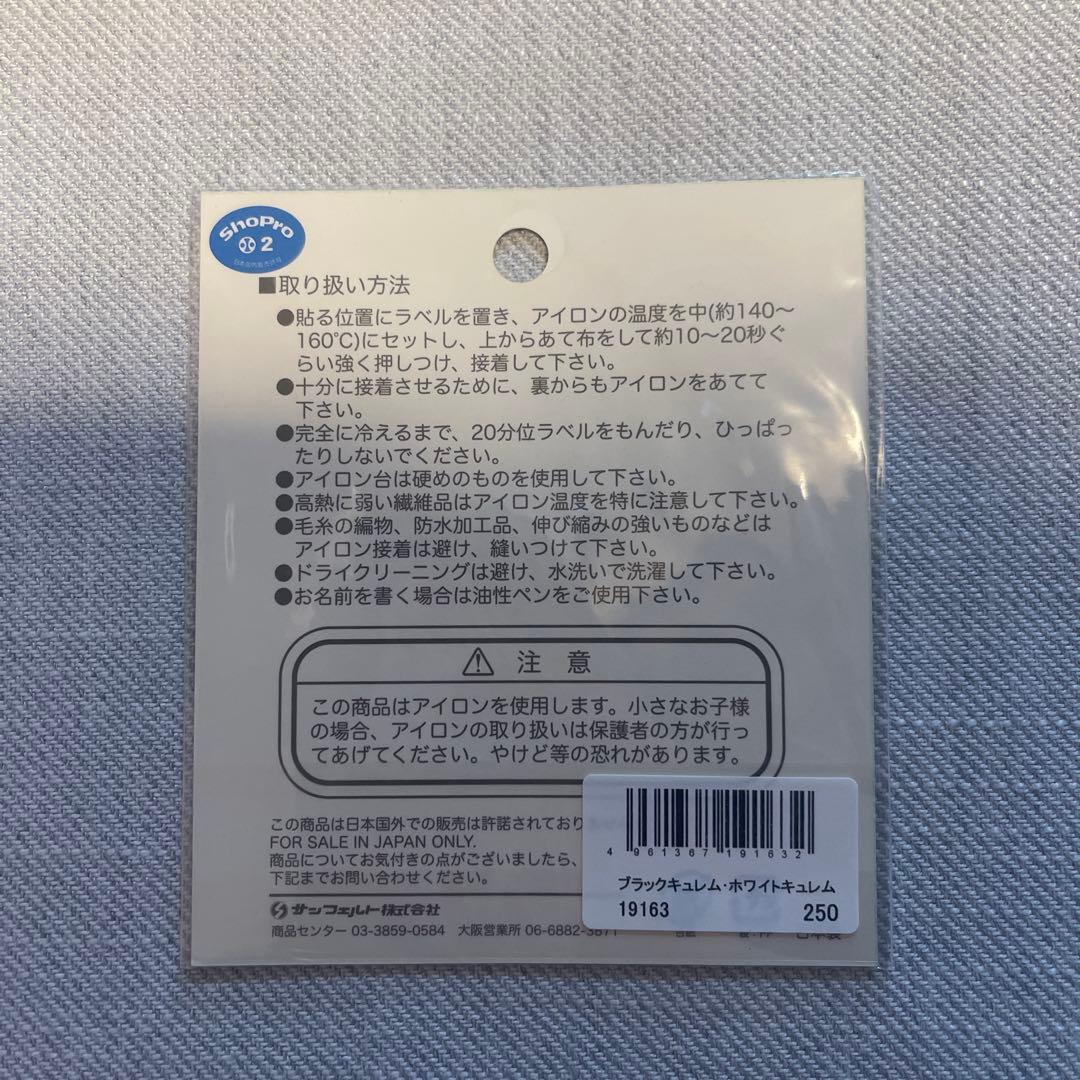 ShoPro
2
■取り扱い方法
●貼る位置にラベルを置き、アイロンの温度を中(約140～
160℃)にセットし、上からあて布をして約10～20秒ぐ
らい強く押しつけ、接着して下さい。
●十分に接着させるために、裏からもアイロンをあてて
下さい。
●完全に冷えるまで、20分位ラベルをもんだり、ひっぱっ
たりしないでください。
●アイロン台は硬めのものを使用して下さい。
●高熱に弱い繊維品はアイロン温度を特に注意して下さい。
●毛糸の編物、防水加工品、伸び縮みの強いものなどは
アイロン接着は避け、縫いつけて下さい。
●ドライクリーニングは避け、水洗いで洗濯して下さい。
●お名前を書く場合は油性ペンをご使用下さい。
⚠ 注意
この商品はアイロンを使用します。小さなお子様
の場合、アイロンの取り扱いは保護者の方が行っ
てあげてください。やけど等の恐れがあります。
この商品は日本国外での販売は許諾されており
FOR SALE IN JAPAN ONLY.
商品についてお気付きの点がございましたら、
下記までお問い合わせください。
サンフェルト株式会社
商品センター 03-3859-0584 大阪営業所 06-6882-3871
4 961367 191632
ブラックキュレム・ホワイトキュレム
19163 250